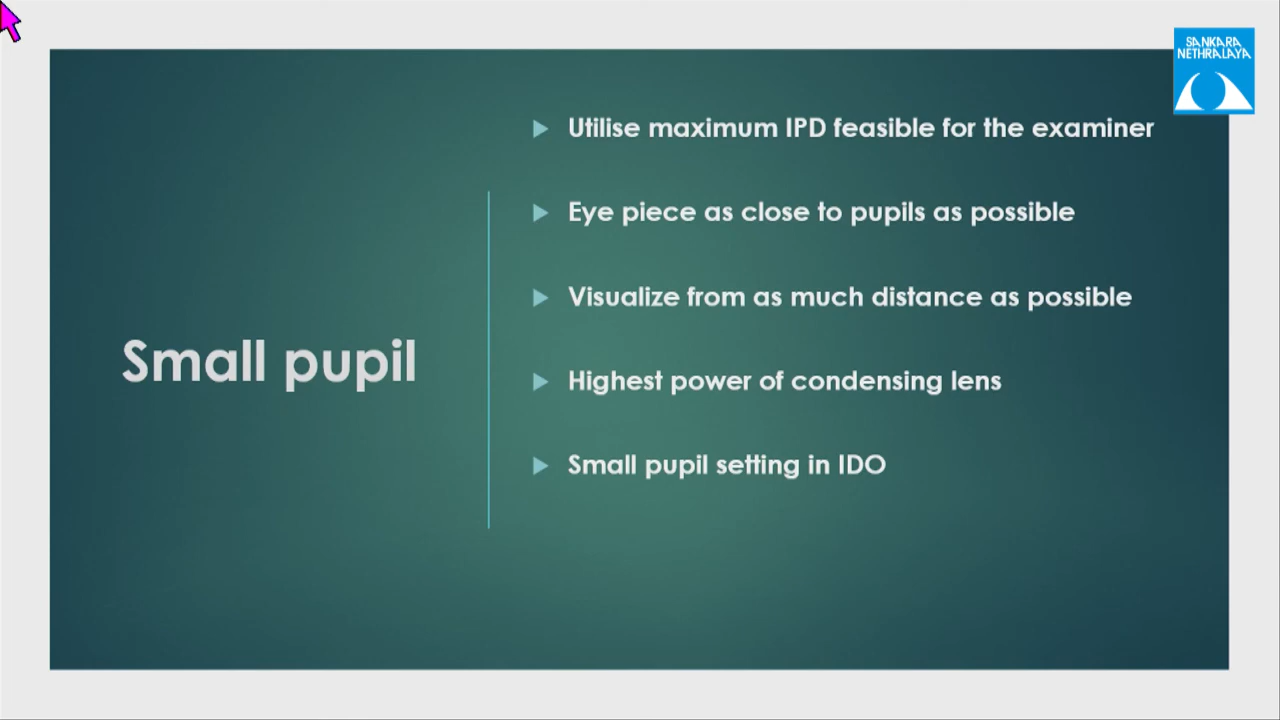 SANKARA
NETHRALAYA
Utilise maximum IPD feasible for the examiner
Eye piece as close to pupils as possible
Visualize from as much distance as possible
Small pupil
Highest power of condensing lens
Small pupil setting in IDO